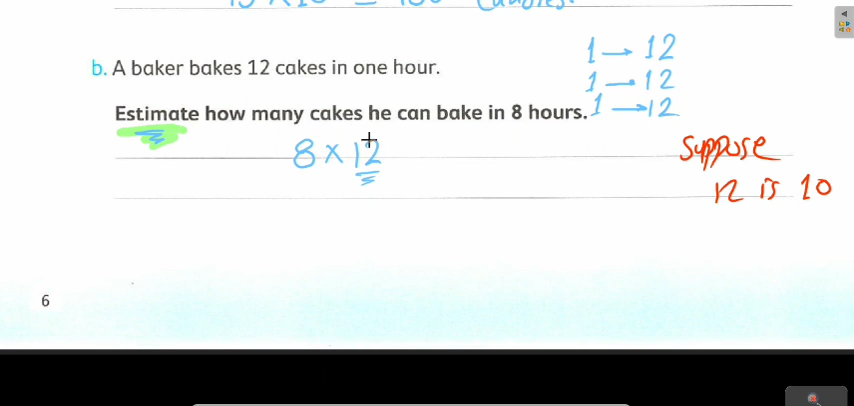 b. A baker bakes 12 cakes in one hour.
Estimate how many cakes he can bake in 8 hours.
1 → 12
1 → 12
1 → 12
8 × 12
suppose
12 is 10
6